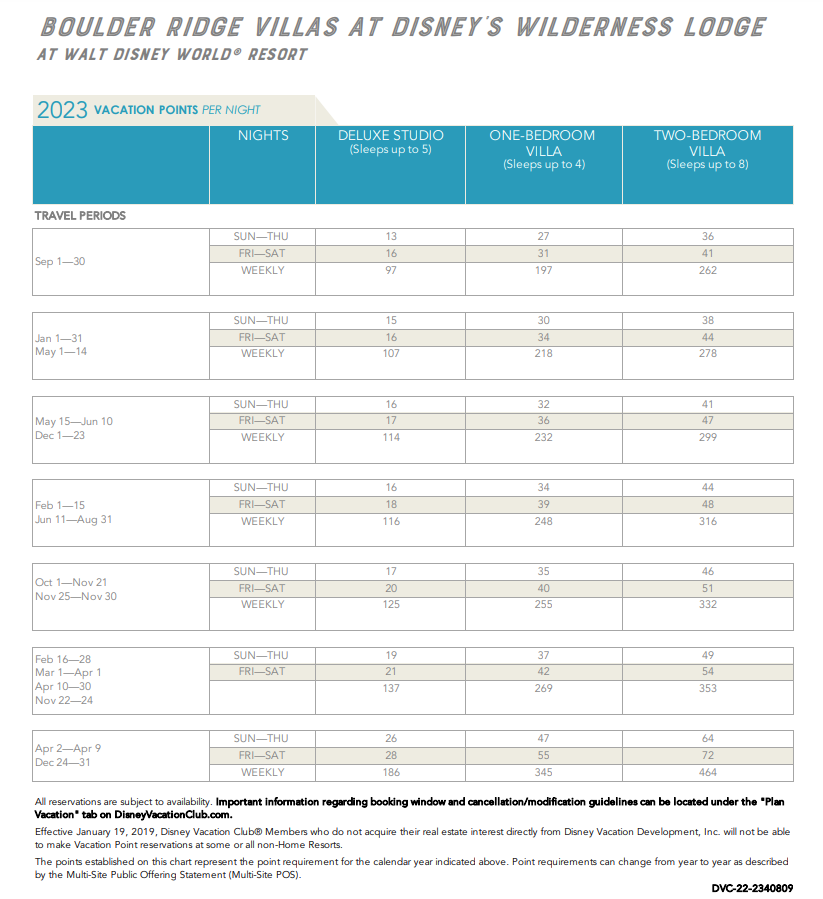 BOULDER RIDGE VILLAS AT DISNEY'S WILDERNESS LODGE
AT WALT DISNEY WORLD® RESORT
2023 VACATION POINTS PER NIGHT
NIGHTS DELUXE STUDIO ONE-BEDROOM TWO-BEDROOM
(Sleeps up to 5) VILLA VILLA
(Sleeps up to 4) (Sleeps up to 8)
TRAVEL PERIODS
SUN—THU 13 27 36
Sep 1—30 FRI—SAT 16 31 41
WEEKLY 97 197 262
SUN—THU 15 30 38
Jan 1—31 FRI—SAT 16 34 44
May 1—14 WEEKLY 107 218 278
SUN—THU 16 32 41
May 15—Jun 10 FRI—SAT 17 36 47
Dec 1—23 WEEKLY 114 232 299
SUN—THU 16 34 44
Feb 1—15 FRI—SAT 18 39 48
Jun 11—Aug 31 WEEKLY 116 248 316
SUN—THU 17 35 46
Oct 1—Nov 21 FRI—SAT 20 40 51
Nov 25—Nov 30 WEEKLY 125 255 332
Feb 16—28 SUN—THU 19 37 49
Mar 1—Apr 1 FRI—SAT 21 42 54
Apr 10—30 137 269 353
Nov 22—24
SUN—THU 26 47 64
Apr 2—Apr 9 FRI—SAT 28 55 72
Dec 24—31 WEEKLY 186 345 464
All reservations are subject to availability. Important information regarding booking window and cancellation/modification guidelines can be located under the "Plan
Vacation" tab on DisneyVacationClub.com.
Effective January 19, 2019, Disney Vacation Club® Members who do not acquire their real estate interest directly from Disney Vacation Development, Inc. will not be able
to make Vacation Point reservations at some or all non-Home Resorts.
The points established on this chart represent the point requirement for the calendar year indicated above. Point requirements can change from year to year as described
by the Multi-Site Public Offering Statement (Multi-Site POS).
DVC-22-2340809